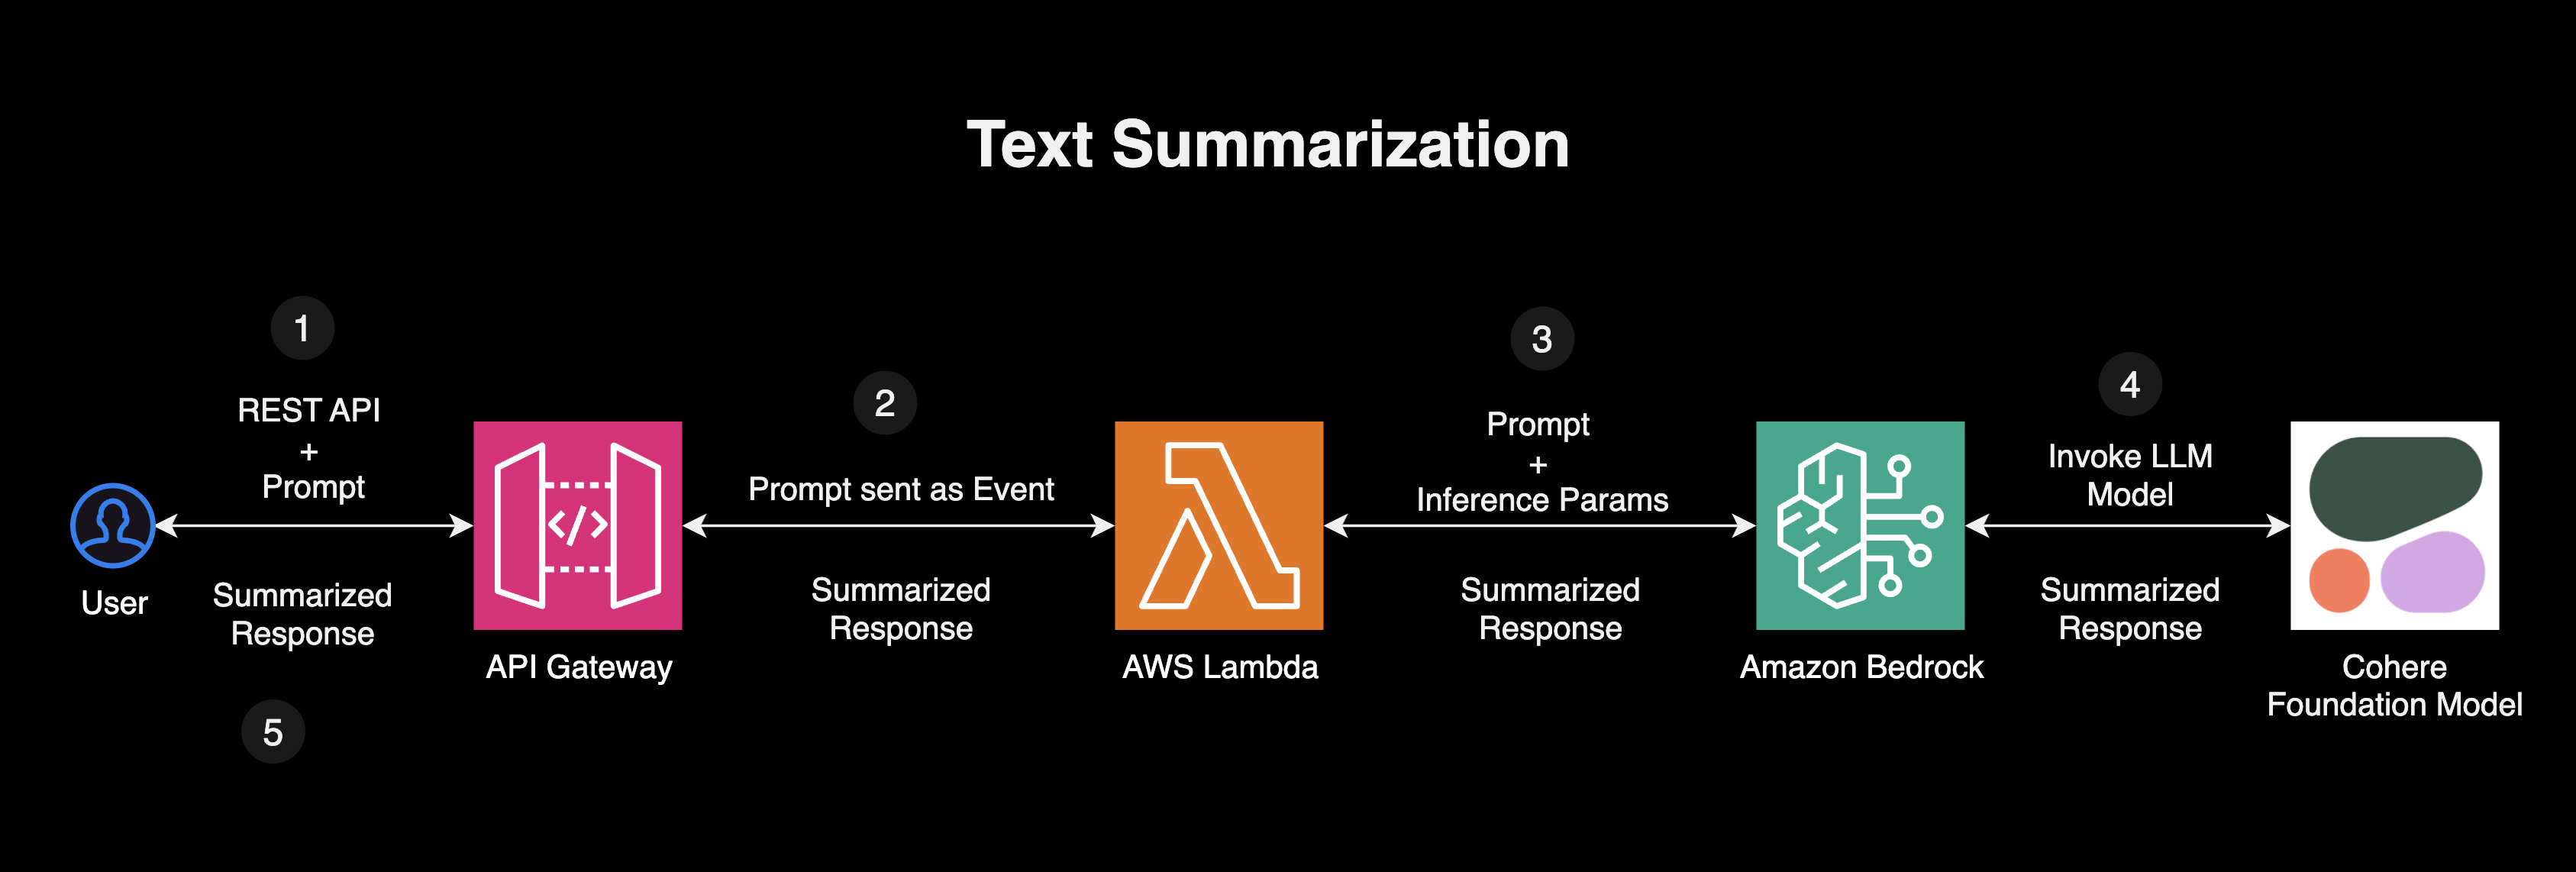 Text Summarization
1
REST API
+
Prompt
User
Summarized
Response
5
API Gateway
2
Prompt sent as Event
Summarized
Response
AWS Lambda
3
Prompt
+
Inference Params
Summarized
Response
Amazon Bedrock
4
Invoke LLM
Model
Summarized
Response
Cohere
Foundation Model